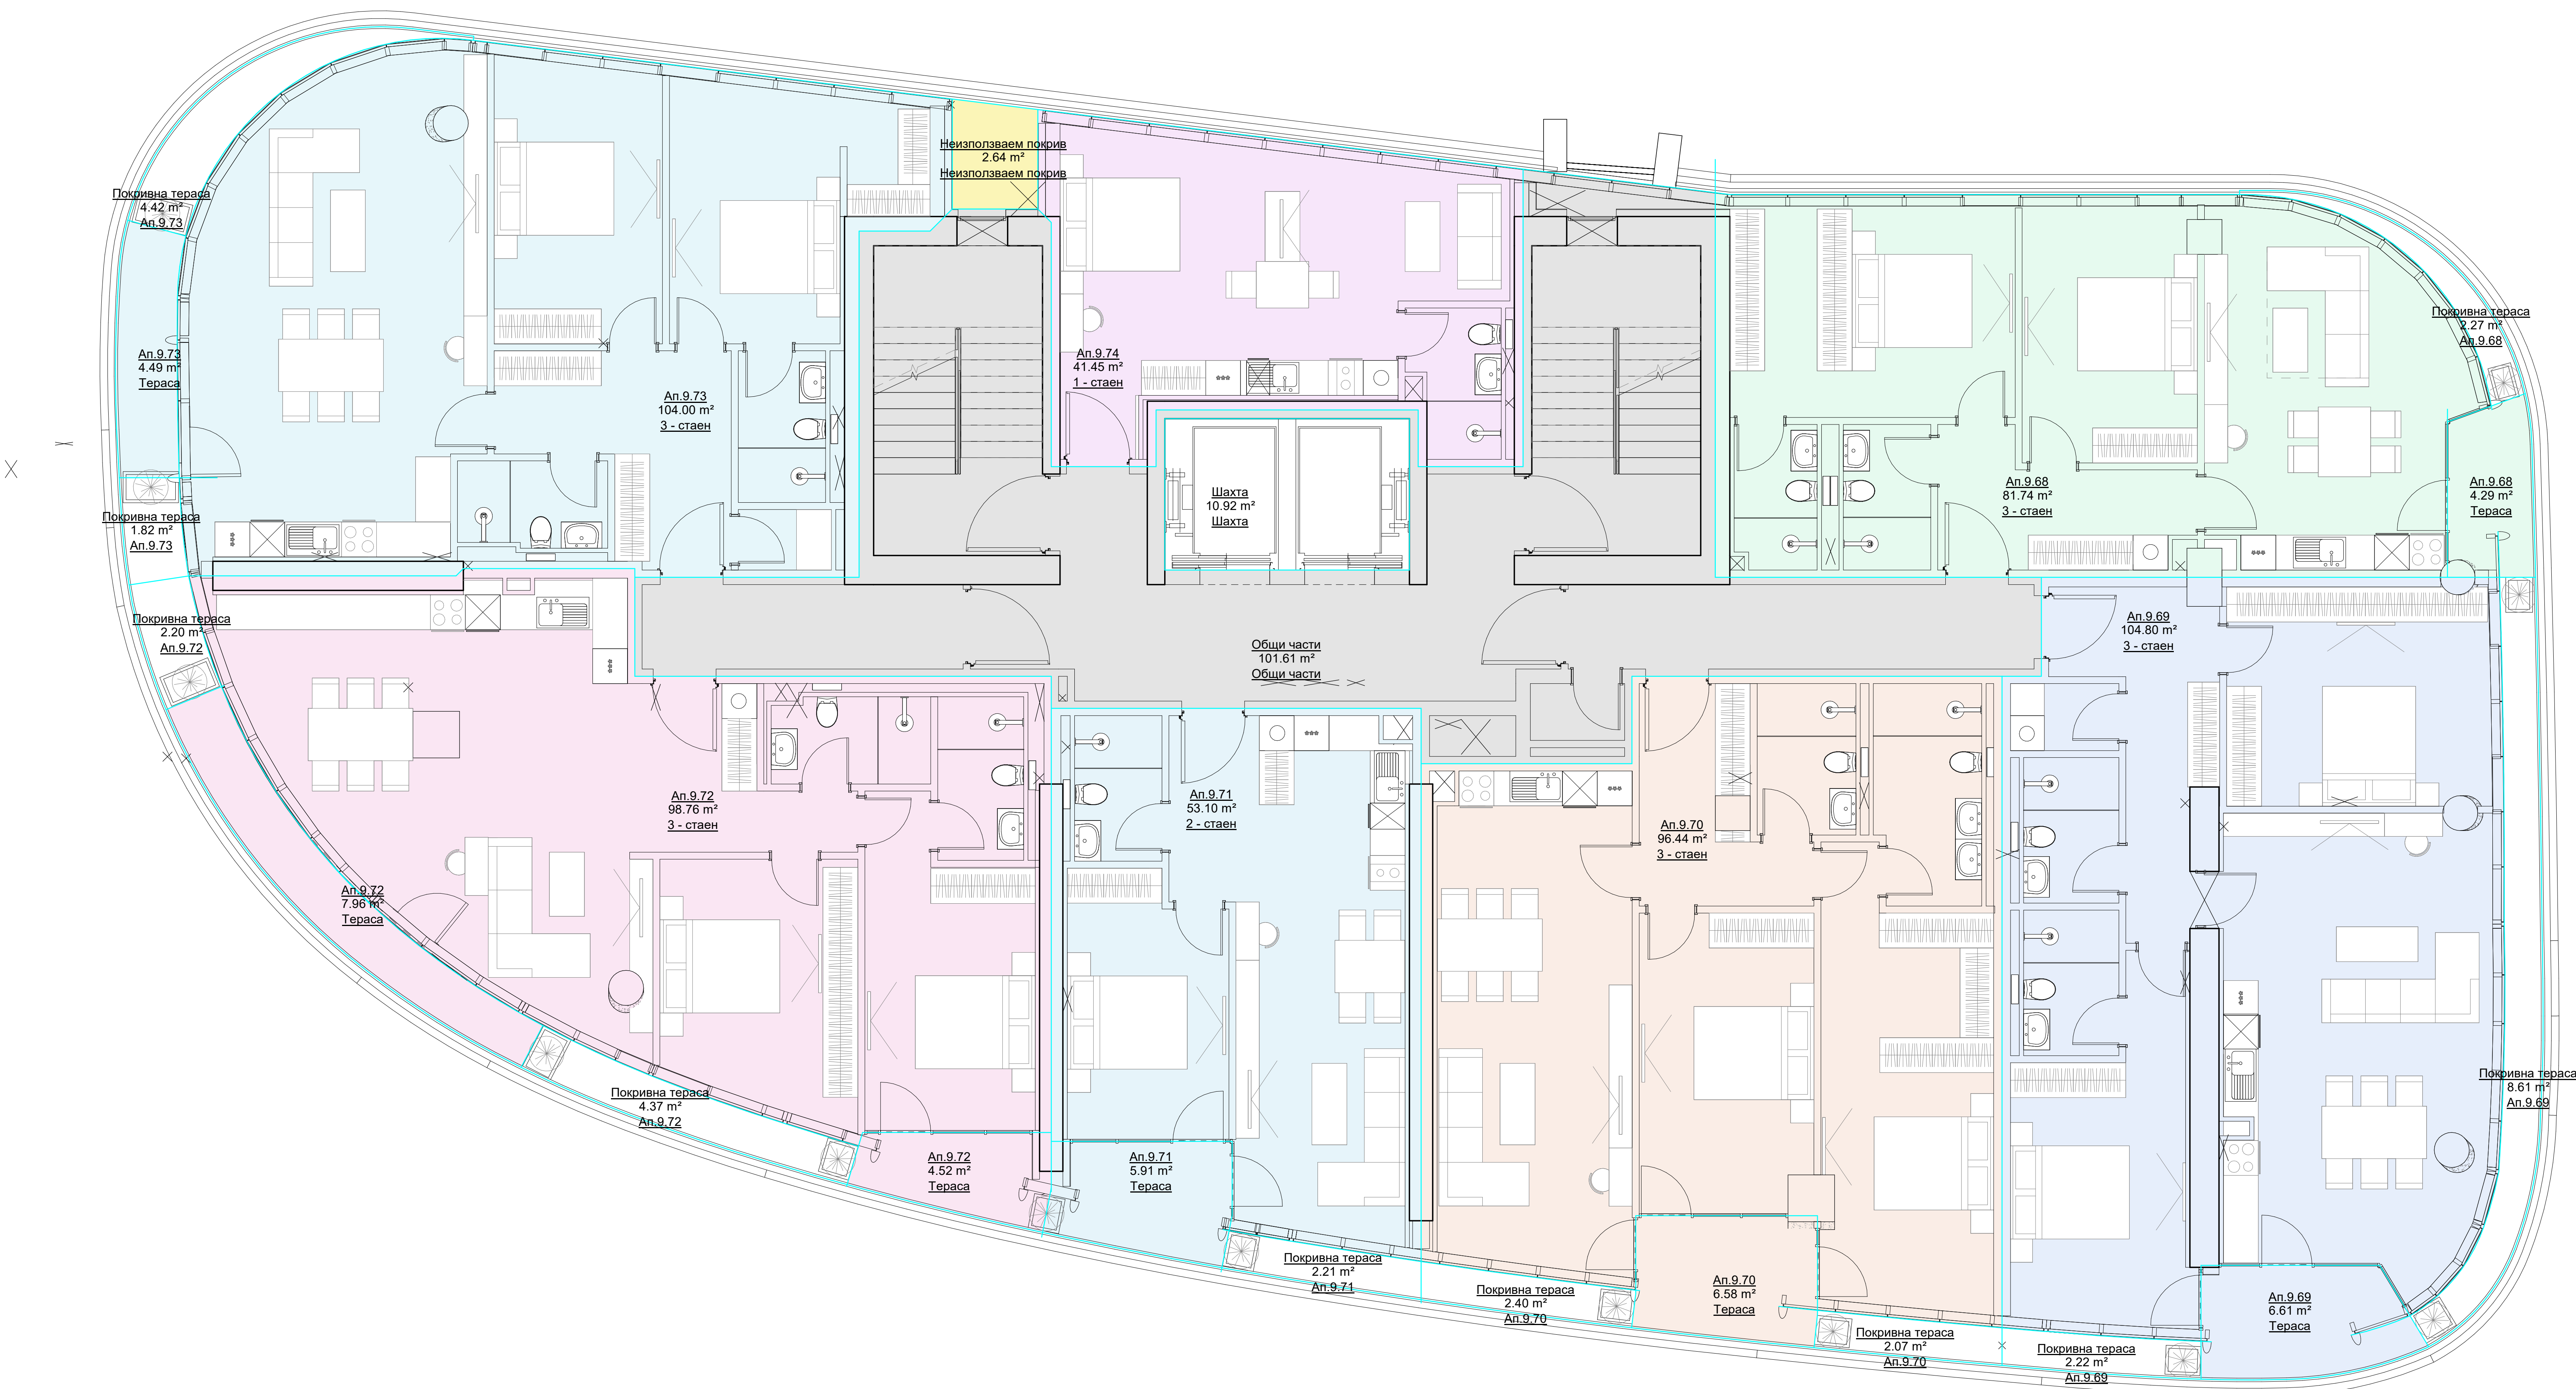 Неизползваем покрив
2.64 m²
Неизползваем покрив
Покривна тераса
4.42 m²
Ап.9.73
Покривна тераса
2.27 m²
Ап.9.68
Ап.9.73
4.49 m²
Тераса
Ап.9.74
41.45 m²
1 - стаен
Ап.9.73
104.00 m²
3 - стаен
Шахта
10.92 m²
Шахта
Ап.9.68
81.74 m²
3 - стаен
Ап.9.68
4.29 m²
Тераса
Покривна тераса
1.82 m²
Ап.9.73
Покривна тераса
2.20 m²
Ап.9.72
Общи части
101.61 m²
Общи части
Ап.9.69
104.80 m²
3 - стаен
Ап.9.72
98.76 m²
3 - стаен
Ап.9.71
53.10 m²
2 - стаен
Ап.9.70
96.44 m²
3 - стаен
Ап.9.72
7.96 m²
Тераса
Покривна тераса
8.61 m²
Ап.9.69
Покривна тераса
4.37 m²
Ап.9.72
Ап.9.72
4.52 m²
Тераса
Ап.9.71
5.91 m²
Тераса
Покривна тераса
2.21 m²
Ап.9.71
Покривна тераса
2.40 m²
Ап.9.70
Ап.9.70
6.58 m²
Тераса
Ап.9.69
6.61 m²
Тераса
Покривна тераса
2.07 m²
Ап.9.70
Покривна тераса
2.22 m²
Ап.9.69